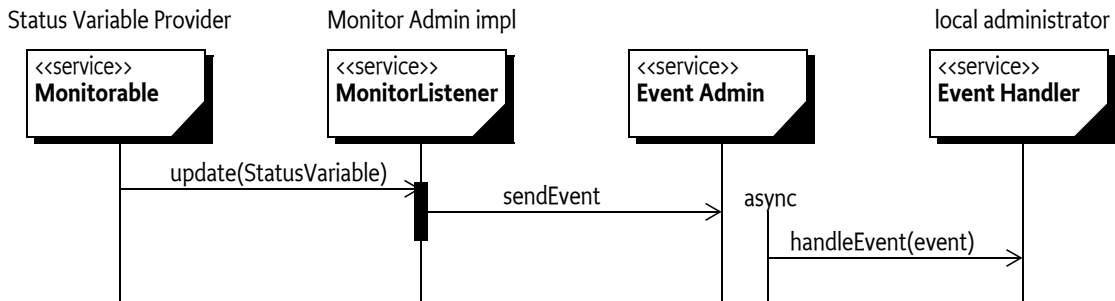 Status Variable Provider
Monitor Admin impl
local administrator
<<service>>
Monitorable
<<service>>
MonitorListener
<<service>>
Event Admin
<<service>>
Event Handler
update(StatusVariable)
sendEvent
async
handleEvent(event)